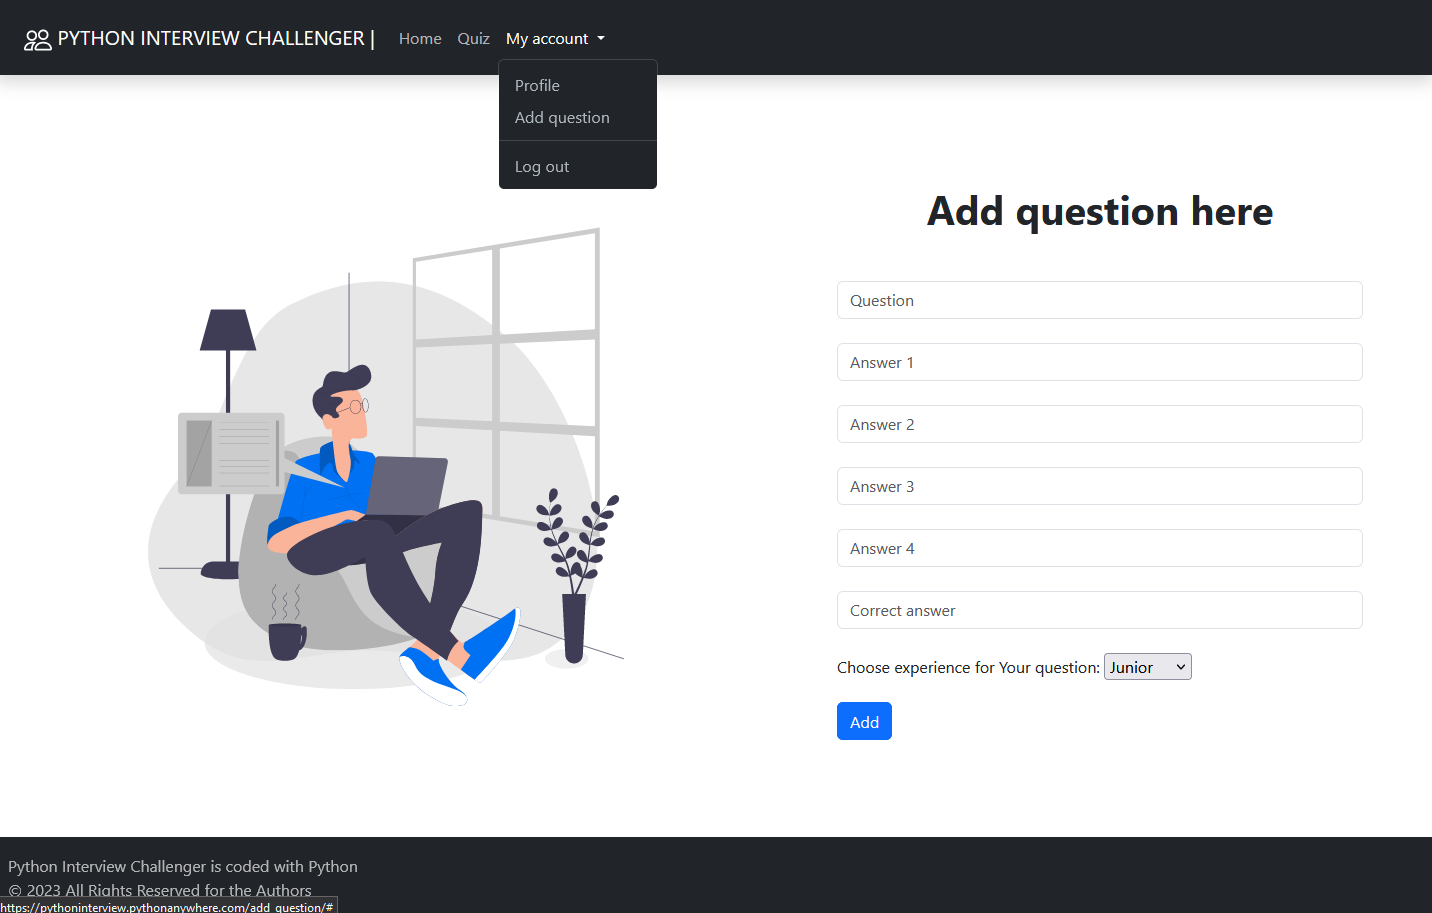 PYTHON INTERVIEW CHALLENGER |
Home
Quiz
My account
Profile
Add question
Log out
Add question here
Question
Answer 1
Answer 2
Answer 3
Answer 4
Correct answer
Choose experience for Your question: Junior
Add
Python Interview Challenger is coded with Python
© 2023 All Rights Reserved for the Authors
https://pythoninterview.pythonanywhere.com/add_question/#